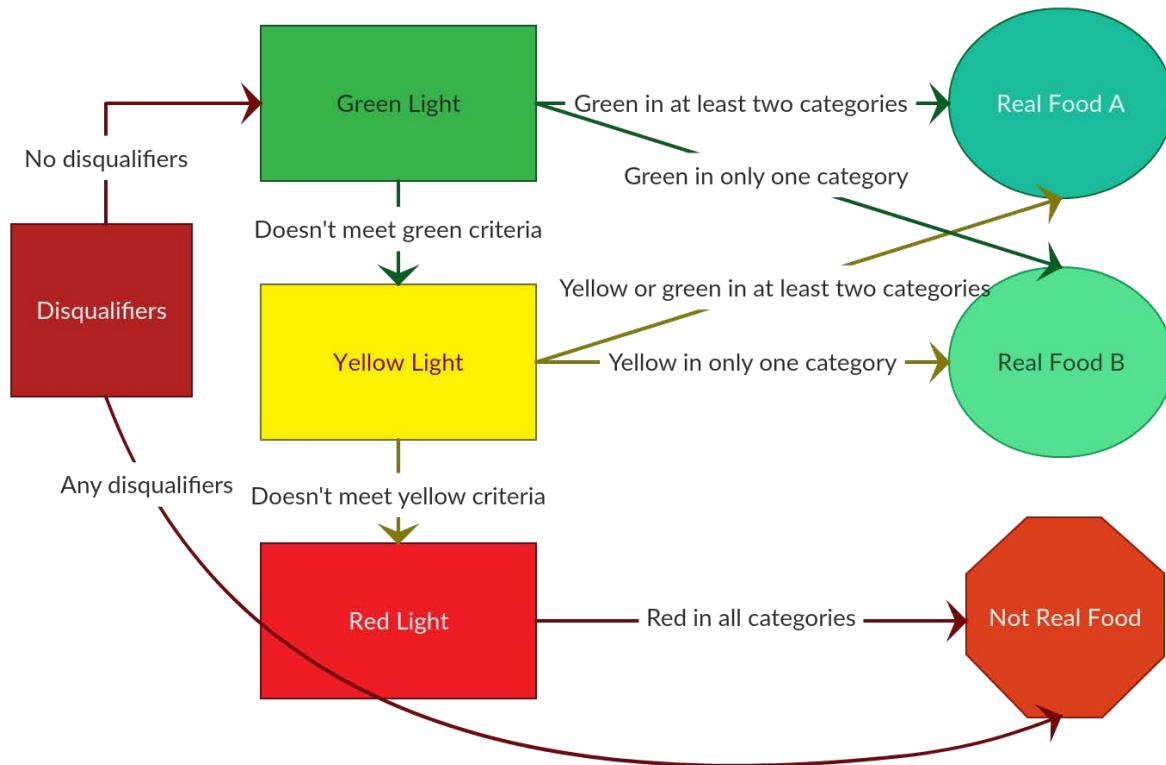 Green Light
Green in at least two categories
Real Food A
No disqualifiers
Green in only one category
Doesn't meet green criteria
Disqualifiers
Yellow or green in at least two categories
Yellow Light
Yellow in only one category
Real Food B
Any disqualifiers
Doesn't meet yellow criteria
Red Light
Red in all categories
Not Real Food